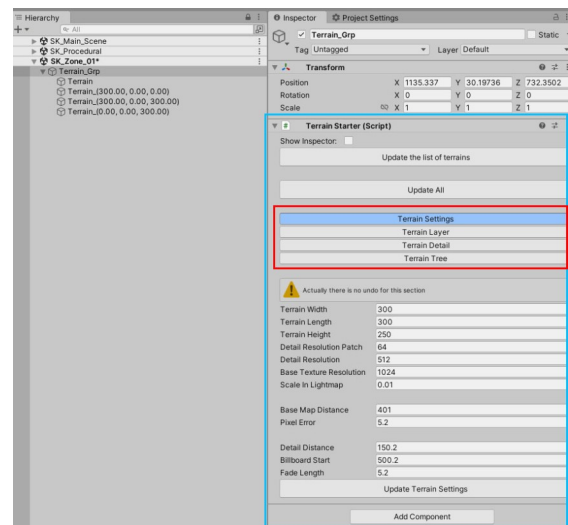 Hierarchy
All
SK_Main_Scene
SK_Procedural
SK_Zone_01*
Terrain_Grp
Terrain
Terrain_(300.00, 0.00, 0.00)
Terrain_(300.00, 0.00, 300.00)
Terrain_(0.00, 0.00, 300.00)
Inspector Project Settings
Terrain_Grp Static
Tag Untagged Layer Default
Transform
Position X 1135.337 Y 30.19736 Z 732.3502
Rotation X 0 Y 0 Z 0
Scale X 1 Y 1 Z 1
Terrain Starter (Script)
Show Inspector:
Update the list of terrains
Update All
Terrain Settings
Terrain Layer
Terrain Detail
Terrain Tree
Actually there is no undo for this section
Terrain Width 300
Terrain Length 300
Terrain Height 250
Detail Resolution Patch 64
Detail Resolution 512
Base Texture Resolution 1024
Scale In Lightmap 0.01
Base Map Distance 401
Pixel Error 5.2
Detail Distance 150.2
Billboard Start 500.2
Fade Length 5.2
Update Terrain Settings
Add Component